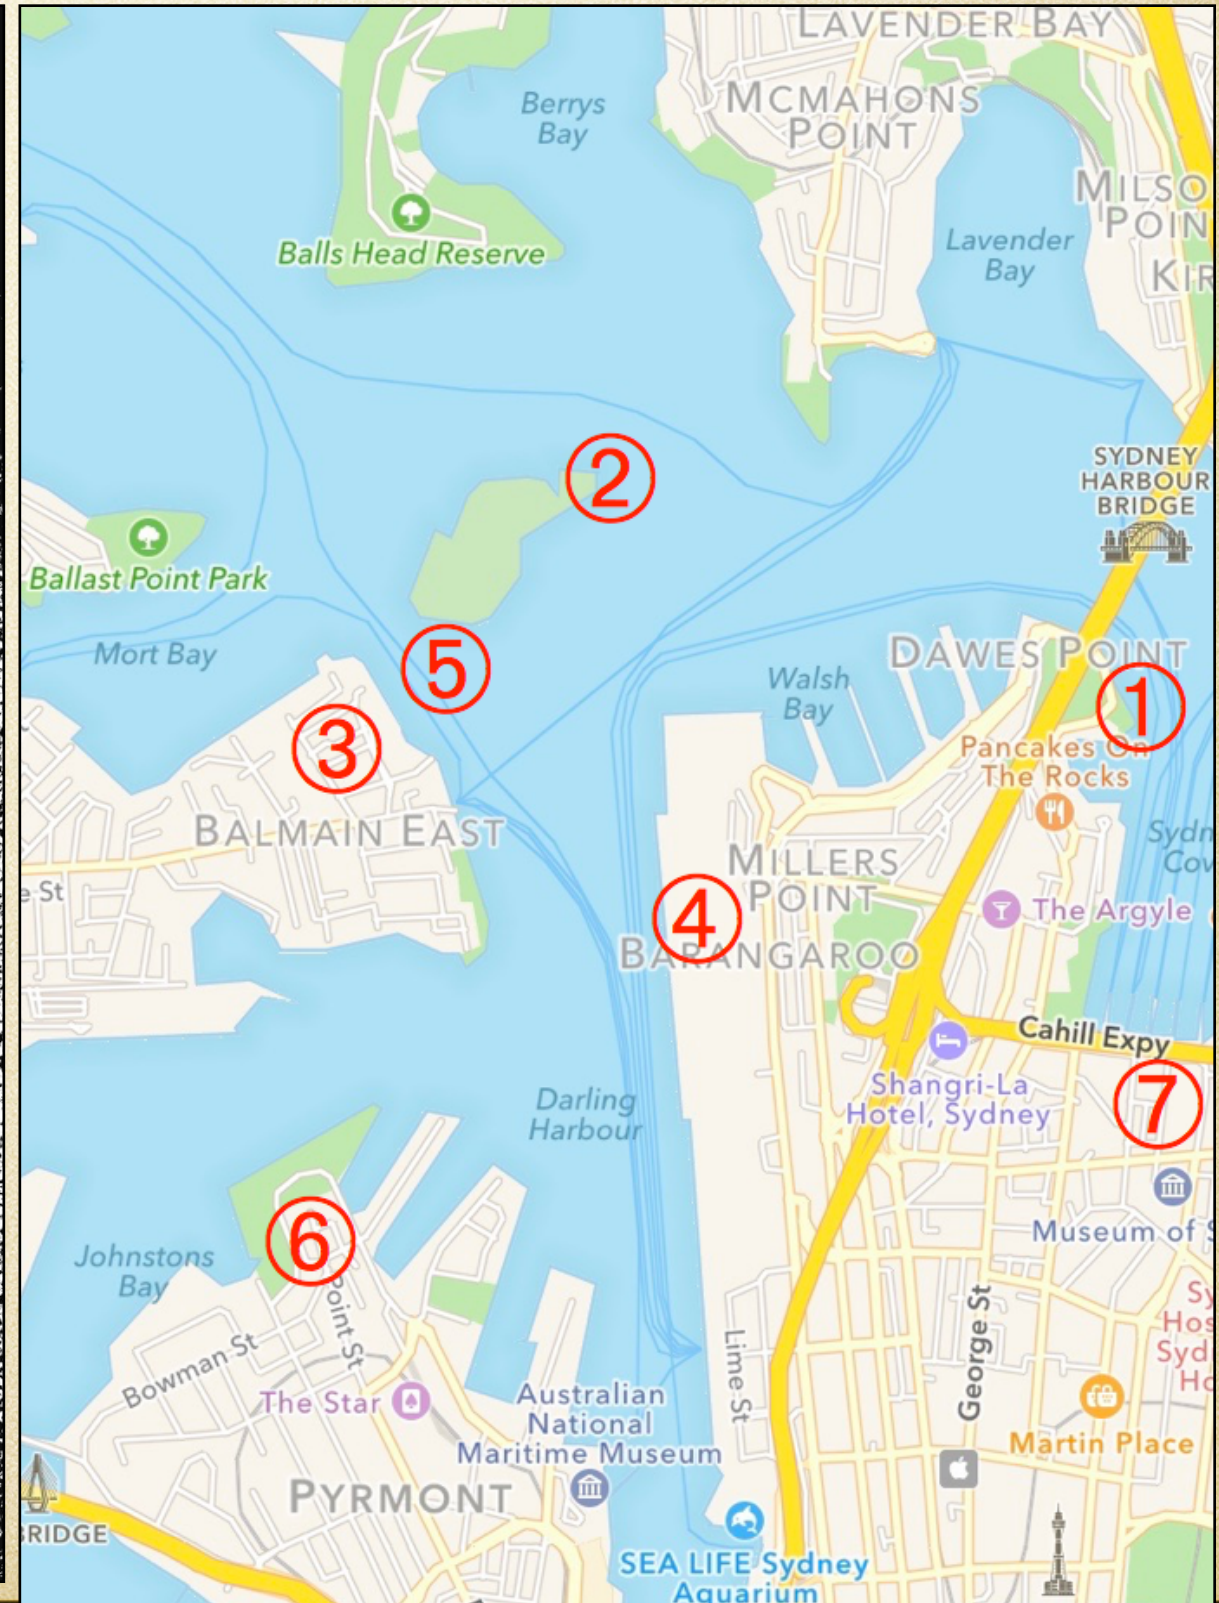 LAVENDER BAY
Berrys
Bay
MCMAHONS
POINT
MILSO
POIN
Balls Head Reserve
Lavender
Bay
KIR
②
SYDNEY
HARBOUR
BRIDGE
Ballast Point Park
Mort Bay
DAWES POINT
⑤
Walsh
Bay
①
③
Pancakes On
The Rocks
BALMAIN EAST
Sydn
Cov
MILLERS
POINT
e St
④
The Argyle
BARANGAROO
Cahill Expy
Shangri-La
Hotel, Sydney
Darling
Harbour
⑦
Museum of S
⑥
Johnstons
Bay
Point St
Bowman St
Lime St
George St
Sy
Hos
Syd
Ho
The Star
Australian
National
Maritime Museum
Martin Place
PYRMONT
BRIDGE
SEA LIFE Sydney
Aquarium